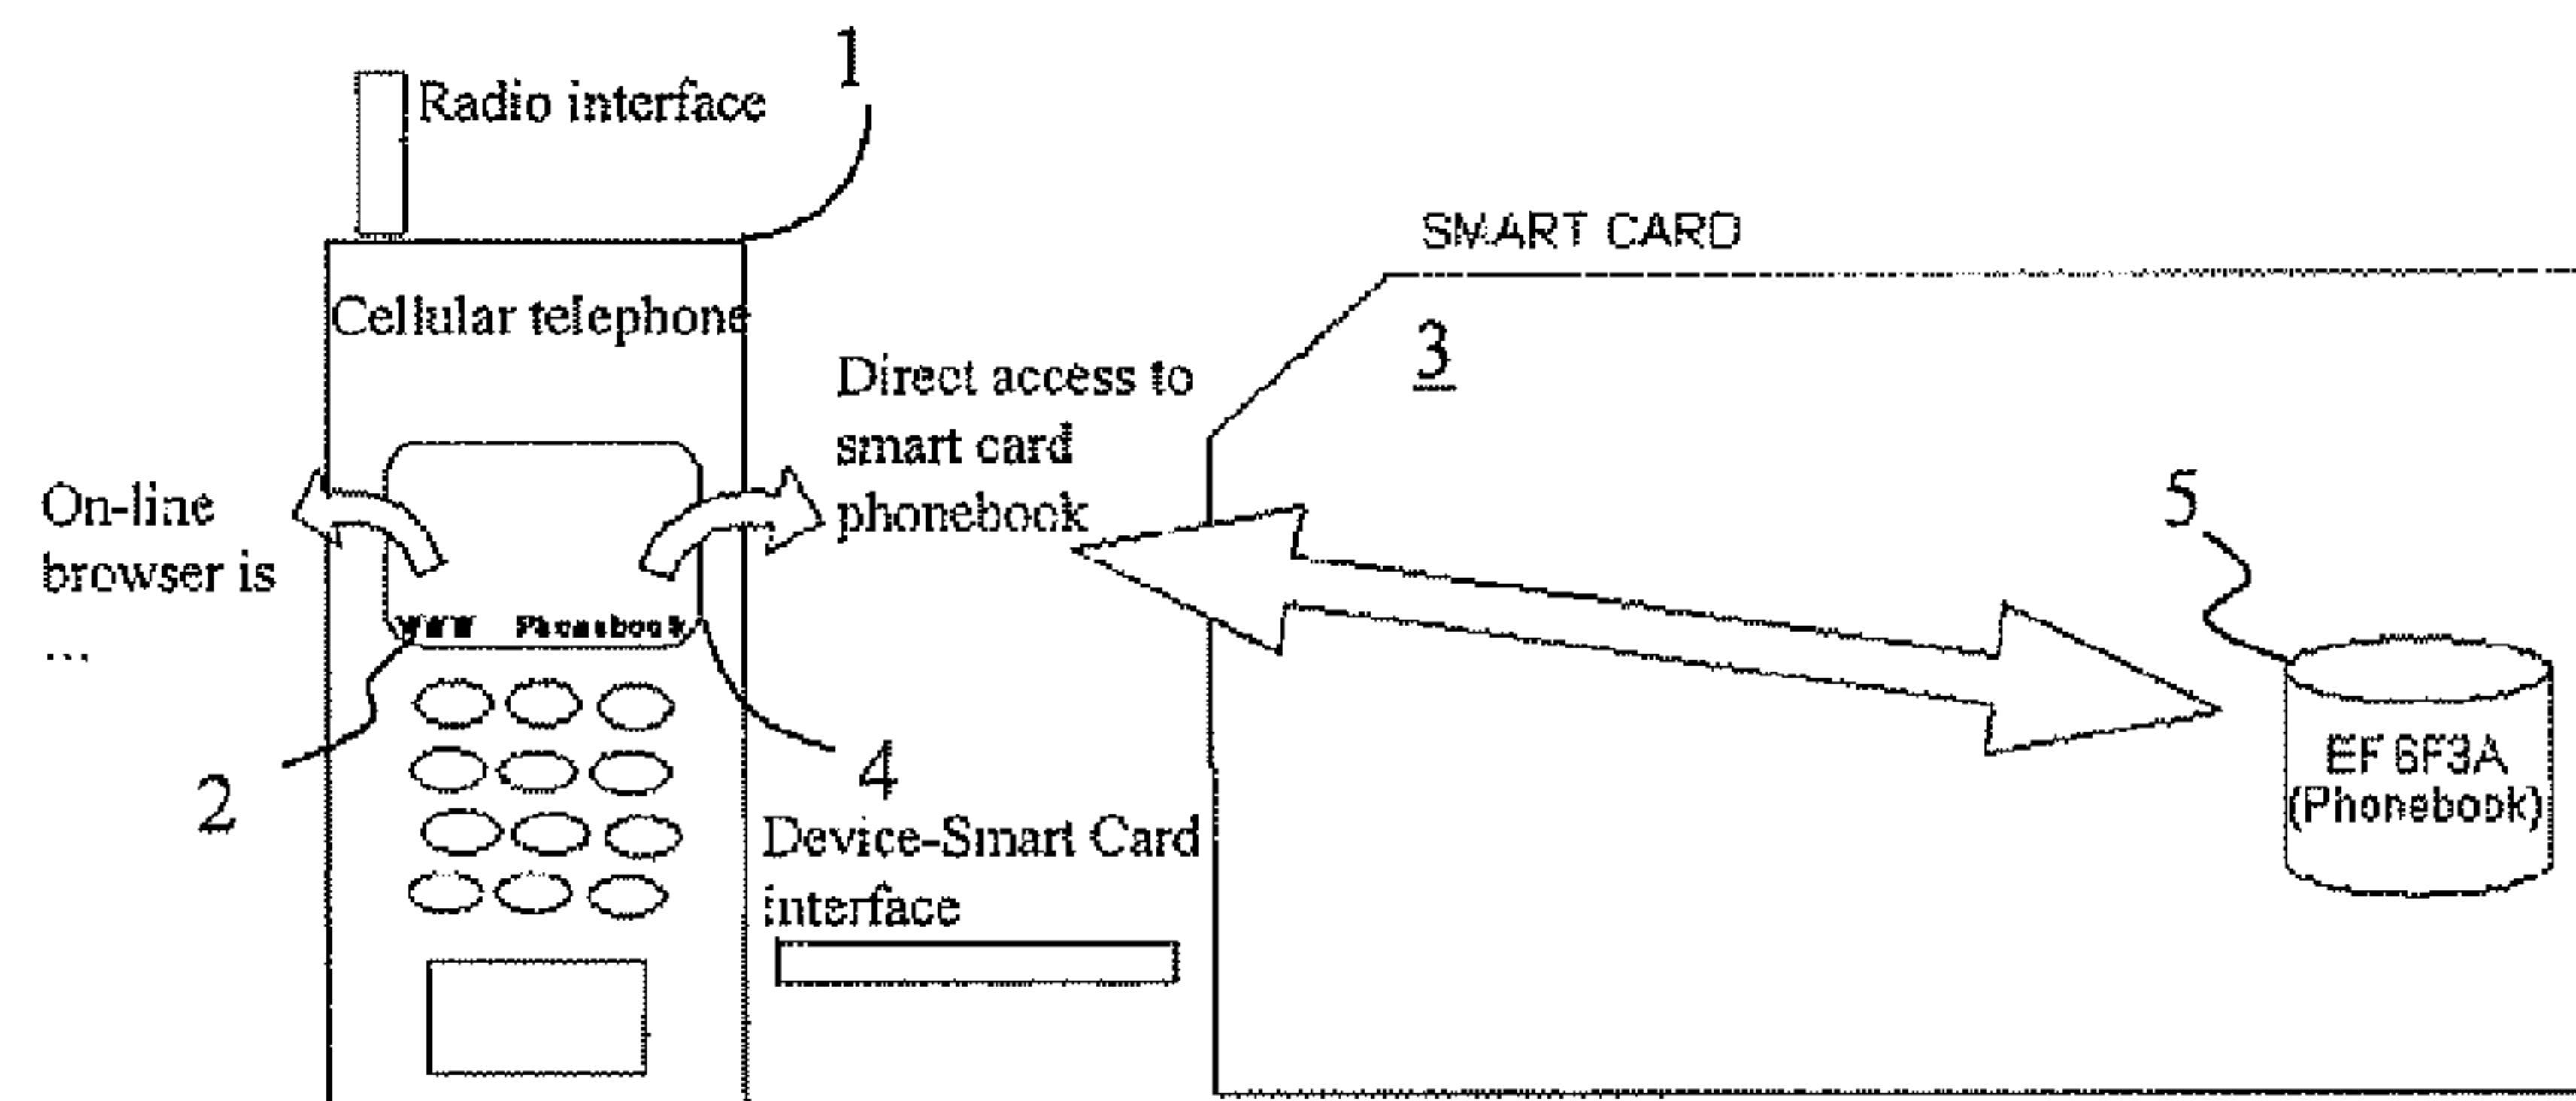 1
Radio interface
SMART CARD
Cellular telephone
3
Direct access to
smart card
phonebook
On-line
browser is
...
5
WWW Phonebook
2
4
EF 6F3A
(Phonebook)
Device-Smart Card
interface